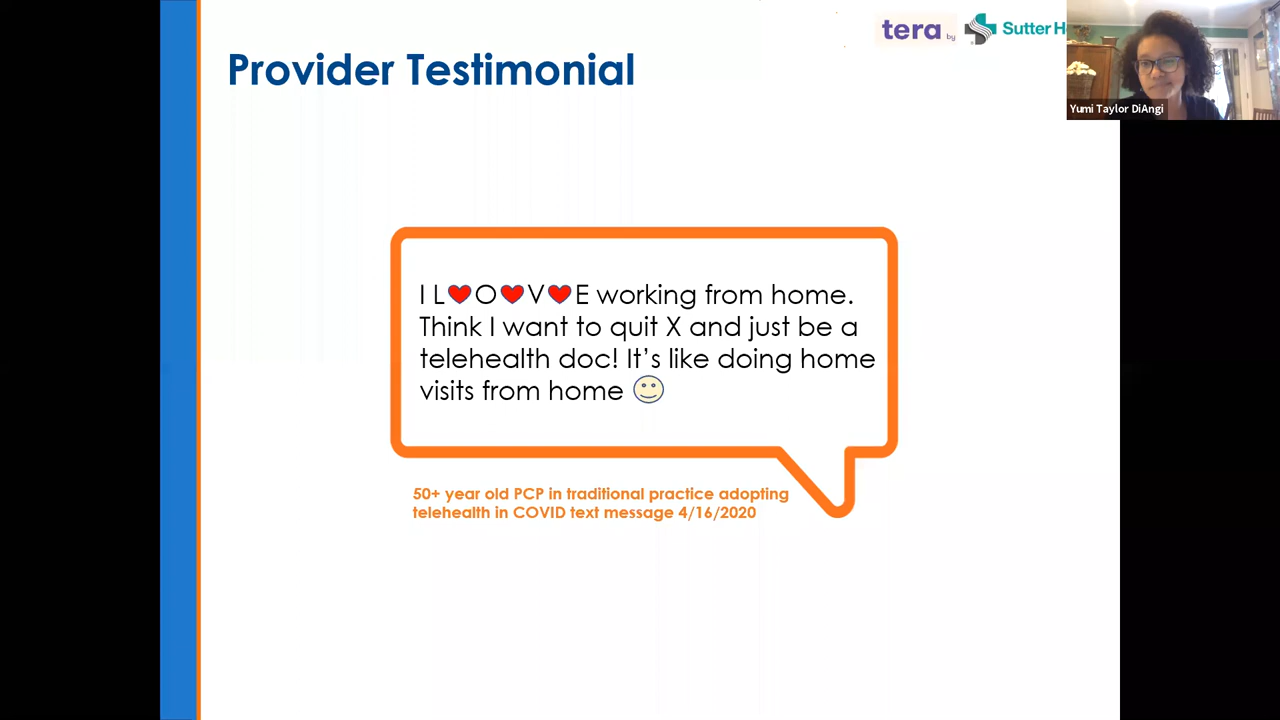 Provider Testimonial
tera by Sutter H
Yumi Taylor DiAngi
I L❤O❤V❤E working from home.
Think I want to quit X and just be a
telehealth doc! It's like doing home
visits from home 🙂
50+ year old PCP in traditional practice adopting
telehealth in COVID text message 4/16/2020